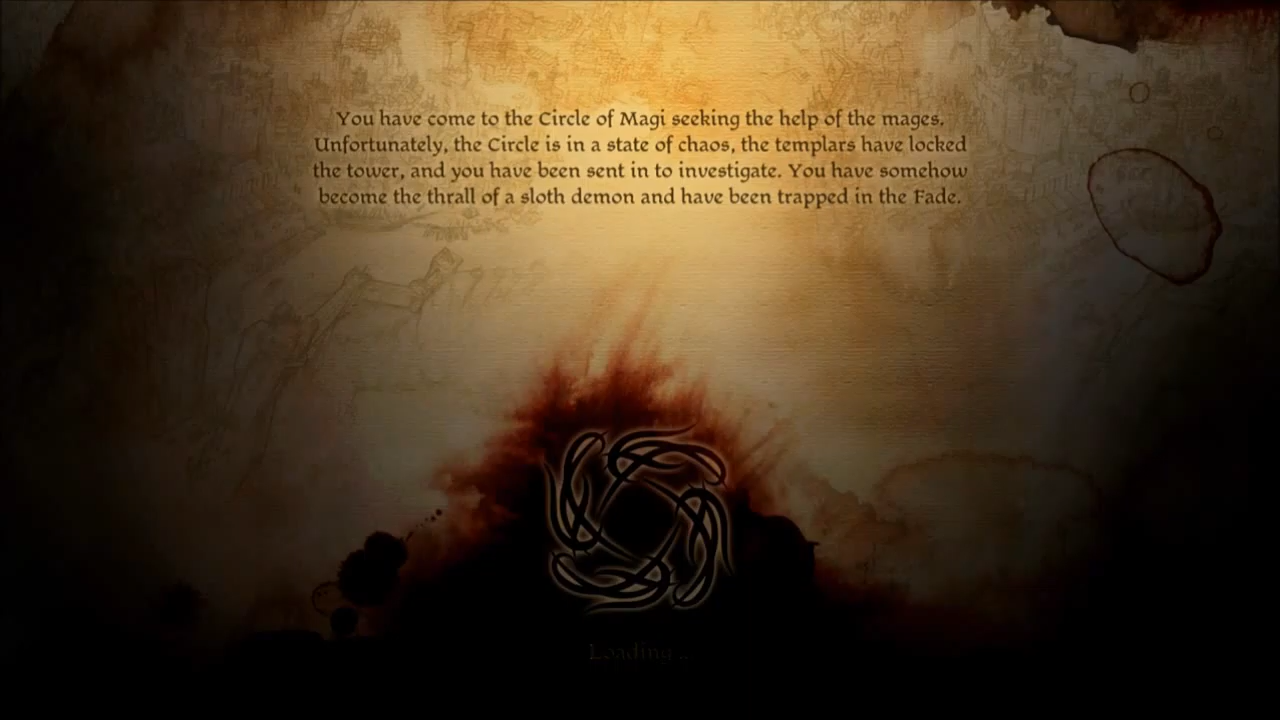 You have come to the Circle of Magi seeking the help of the mages.
Unfortunately, the Circle is in a state of chaos, the templars have locked
the tower, and you have been sent in to investigate. You have somehow
become the thrall of a sloth demon and have been trapped in the Fade.
Loading ..